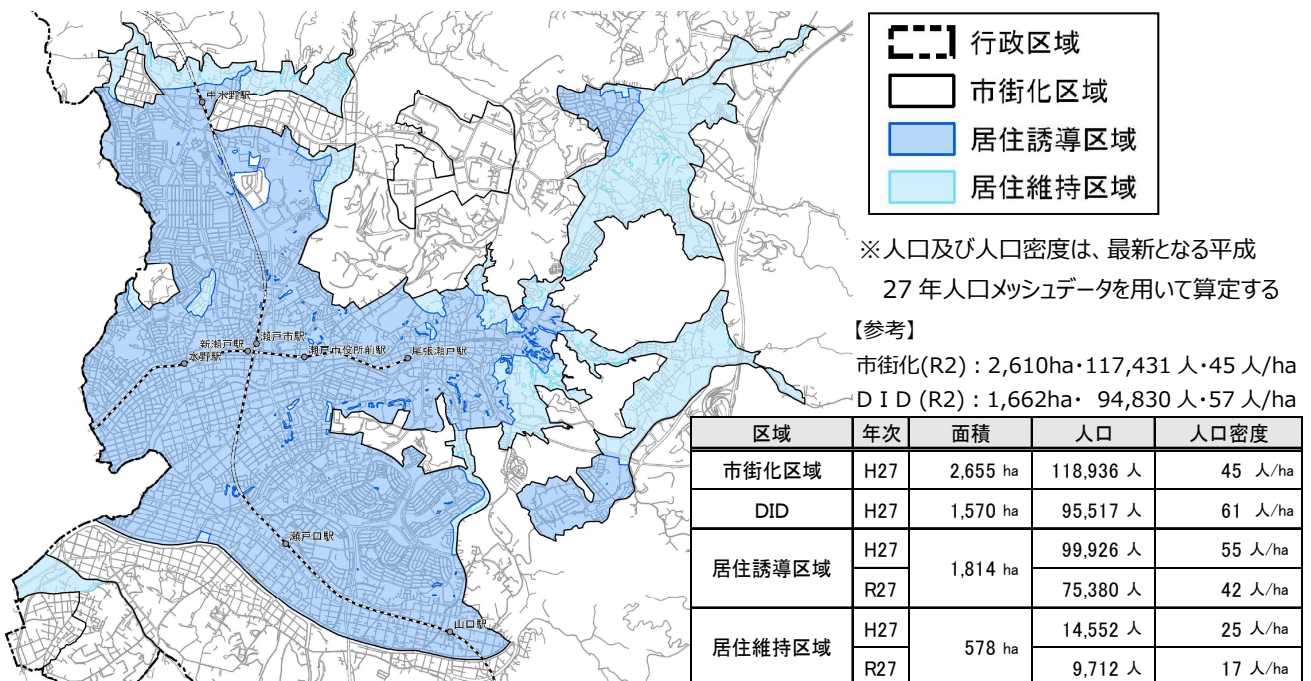 行政区域
市街化区域
居住誘導区域
居住維持区域
※人口及び人口密度は、最新となる平成
27 年人口メッシュデータを用いて算定する
【参考】
市街化(R2)：2,610ha・117,431 人・45 人/ha
ＤＩＤ(R2)：1,662ha・ 94,830 人・57 人/ha
中水野駅
新瀬戸駅
瀬戸市駅
水野駅
瀬戸市役所前駅
尾張瀬戸駅
瀬戸口駅
山口駅
区域 年次 面積 人口 人口密度
市街化区域 H27 2,655 ha 118,936 人 45 人/ha
DID H27 1,570 ha 95,517 人 61 人/ha
居住誘導区域 H27 1,814 ha 99,926 人 55 人/ha
R27 75,380 人 42 人/ha
居住維持区域 H27 578 ha 14,552 人 25 人/ha
R27 9,712 人 17 人/ha